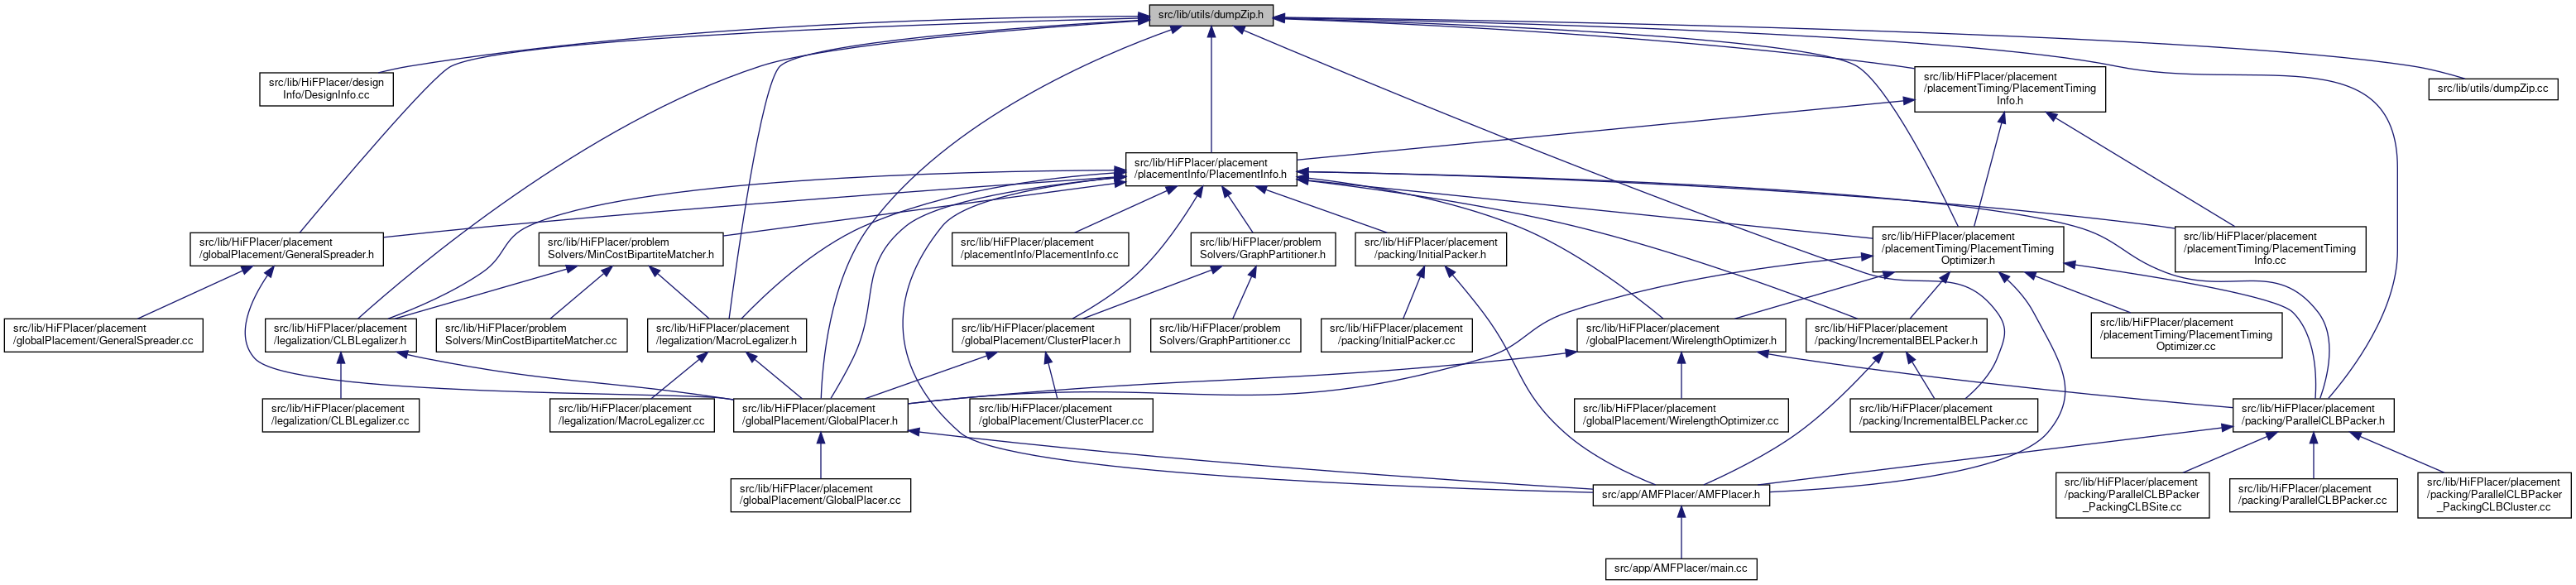 src/lib/utils/dumpZip.h
src/lib/HiFPlacer/design
Info/DesignInfo.cc
src/lib/HiFPlacer/placement
/placementTiming/PlacementTiming
Info.h
src/lib/utils/dumpZip.cc
src/lib/HiFPlacer/placement
/placementInfo/PlacementInfo.h
src/lib/HiFPlacer/placement
/globalPlacement/GeneralSpreader.h
src/lib/HiFPlacer/problem
Solvers/MinCostBipartiteMatcher.h
src/lib/HiFPlacer/placement
/placementInfo/PlacementInfo.cc
src/lib/HiFPlacer/problem
Solvers/GraphPartitioner.h
src/lib/HiFPlacer/placement
/packing/InitialPacker.h
src/lib/HiFPlacer/placement
/placementTiming/PlacementTiming
Optimizer.h
src/lib/HiFPlacer/placement
/placementTiming/PlacementTiming
Info.cc
src/lib/HiFPlacer/placement
/globalPlacement/GeneralSpreader.cc
src/lib/HiFPlacer/placement
/legalization/CLBLegalizer.h
src/lib/HiFPlacer/problem
Solvers/MinCostBipartiteMatcher.cc
src/lib/HiFPlacer/placement
/legalization/MacroLegalizer.h
src/lib/HiFPlacer/placement
/globalPlacement/ClusterPlacer.h
src/lib/HiFPlacer/problem
Solvers/GraphPartitioner.cc
src/lib/HiFPlacer/placement
/packing/InitialPacker.cc
src/lib/HiFPlacer/placement
/globalPlacement/WirelengthOptimizer.h
src/lib/HiFPlacer/placement
/packing/IncrementalBELPacker.h
src/lib/HiFPlacer/placement
/placementTiming/PlacementTiming
Optimizer.cc
src/lib/HiFPlacer/placement
/legalization/CLBLegalizer.cc
src/lib/HiFPlacer/placement
/legalization/MacroLegalizer.cc
src/lib/HiFPlacer/placement
/globalPlacement/GlobalPlacer.h
src/lib/HiFPlacer/placement
/globalPlacement/ClusterPlacer.cc
src/lib/HiFPlacer/placement
/globalPlacement/WirelengthOptimizer.cc
src/lib/HiFPlacer/placement
/packing/IncrementalBELPacker.cc
src/lib/HiFPlacer/placement
/packing/ParallelCLBPacker.h
src/lib/HiFPlacer/placement
/globalPlacement/GlobalPlacer.cc
src/app/AMFPlacer/AMFPlacer.h
src/lib/HiFPlacer/placement
/packing/ParallelCLBPacker
_PackingCLBSite.cc
src/lib/HiFPlacer/placement
/packing/ParallelCLBPacker.cc
src/lib/HiFPlacer/placement
/packing/ParallelCLBPacker
_PackingCLBCluster.cc
src/app/AMFPlacer/main.cc